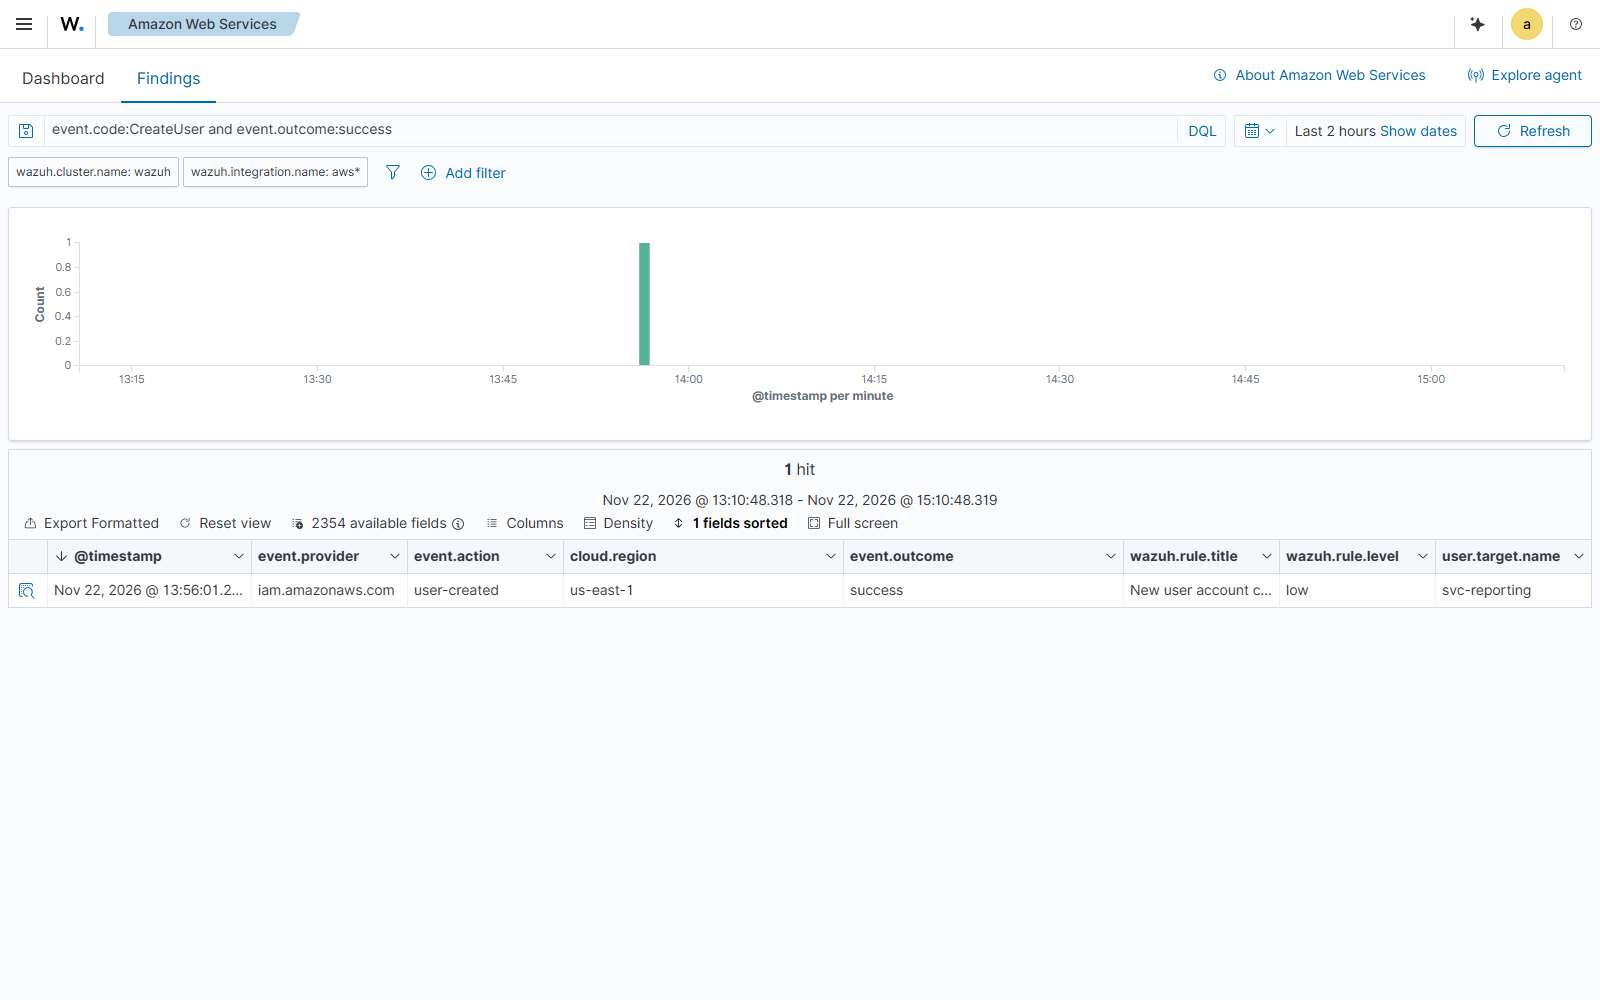 W. Amazon Web Services a
Dashboard Findings About Amazon Web Services Explore agent
event.code:CreateUser and event.outcome:success DQL Last 2 hours Show dates Refresh
wazuh.cluster.name: wazuh wazuh.integration.name: aws* Add filter
1
0.8
0.6
0.4
0.2
0
Count
13:15 13:30 13:45 14:00 14:15 14:30 14:45 15:00
@timestamp per minute
1 hit
Nov 22, 2026 @ 13:10:48.318 - Nov 22, 2026 @ 15:10:48.319
Export Formatted Reset view 2354 available fields Columns Density 1 fields sorted Full screen
@timestamp event.provider event.action cloud.region event.outcome wazuh.rule.title wazuh.rule.level user.target.name
Nov 22, 2026 @ 13:56:01.2... iam.amazonaws.com user-created us-east-1 success New user account c... low svc-reporting